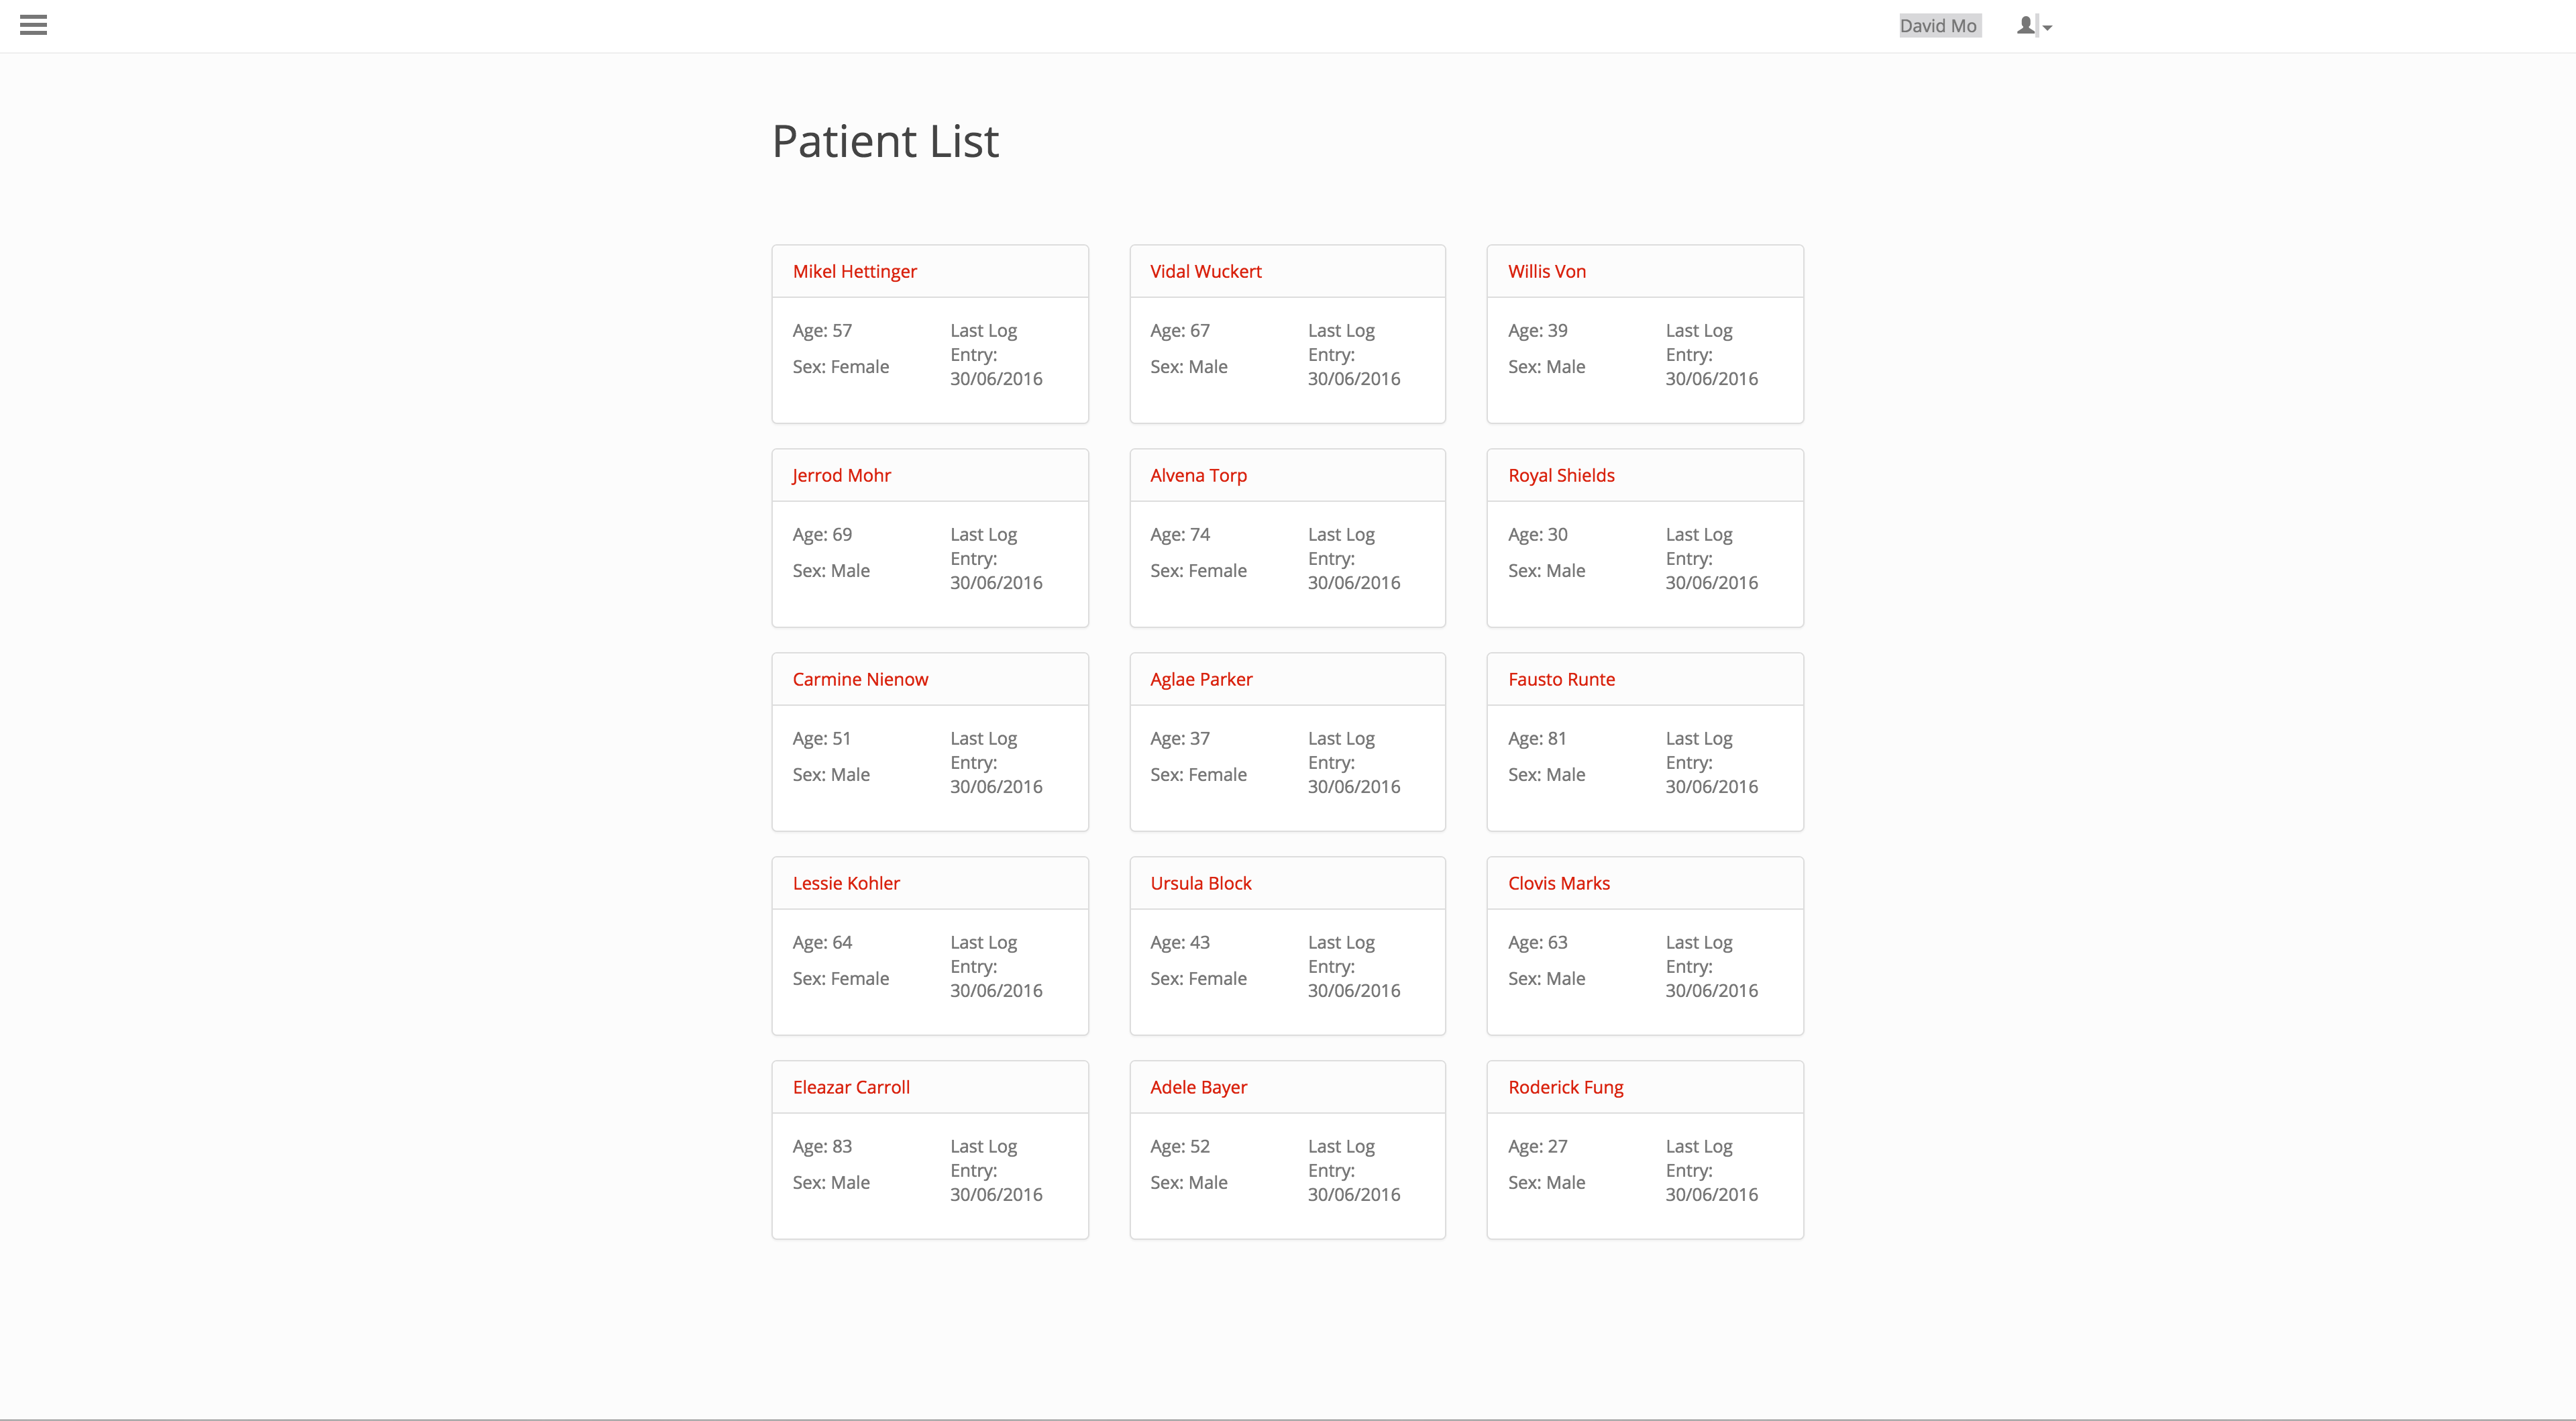 David Mo
Patient List
Mikel Hettinger
Age: 57
Sex: Female
Last Log
Entry:
30/06/2016
Vidal Wuckert
Age: 67
Sex: Male
Last Log
Entry:
30/06/2016
Willis Von
Age: 39
Sex: Male
Last Log
Entry:
30/06/2016
Jerrod Mohr
Age: 69
Sex: Male
Last Log
Entry:
30/06/2016
Alvena Torp
Age: 74
Sex: Female
Last Log
Entry:
30/06/2016
Royal Shields
Age: 30
Sex: Male
Last Log
Entry:
30/06/2016
Carmine Nienow
Age: 51
Sex: Male
Last Log
Entry:
30/06/2016
Aglae Parker
Age: 37
Sex: Female
Last Log
Entry:
30/06/2016
Fausto Runte
Age: 81
Sex: Male
Last Log
Entry:
30/06/2016
Lessie Kohler
Age: 64
Sex: Female
Last Log
Entry:
30/06/2016
Ursula Block
Age: 43
Sex: Female
Last Log
Entry:
30/06/2016
Clovis Marks
Age: 63
Sex: Male
Last Log
Entry:
30/06/2016
Eleazar Carroll
Age: 83
Sex: Male
Last Log
Entry:
30/06/2016
Adele Bayer
Age: 52
Sex: Male
Last Log
Entry:
30/06/2016
Roderick Fung
Age: 27
Sex: Male
Last Log
Entry:
30/06/2016